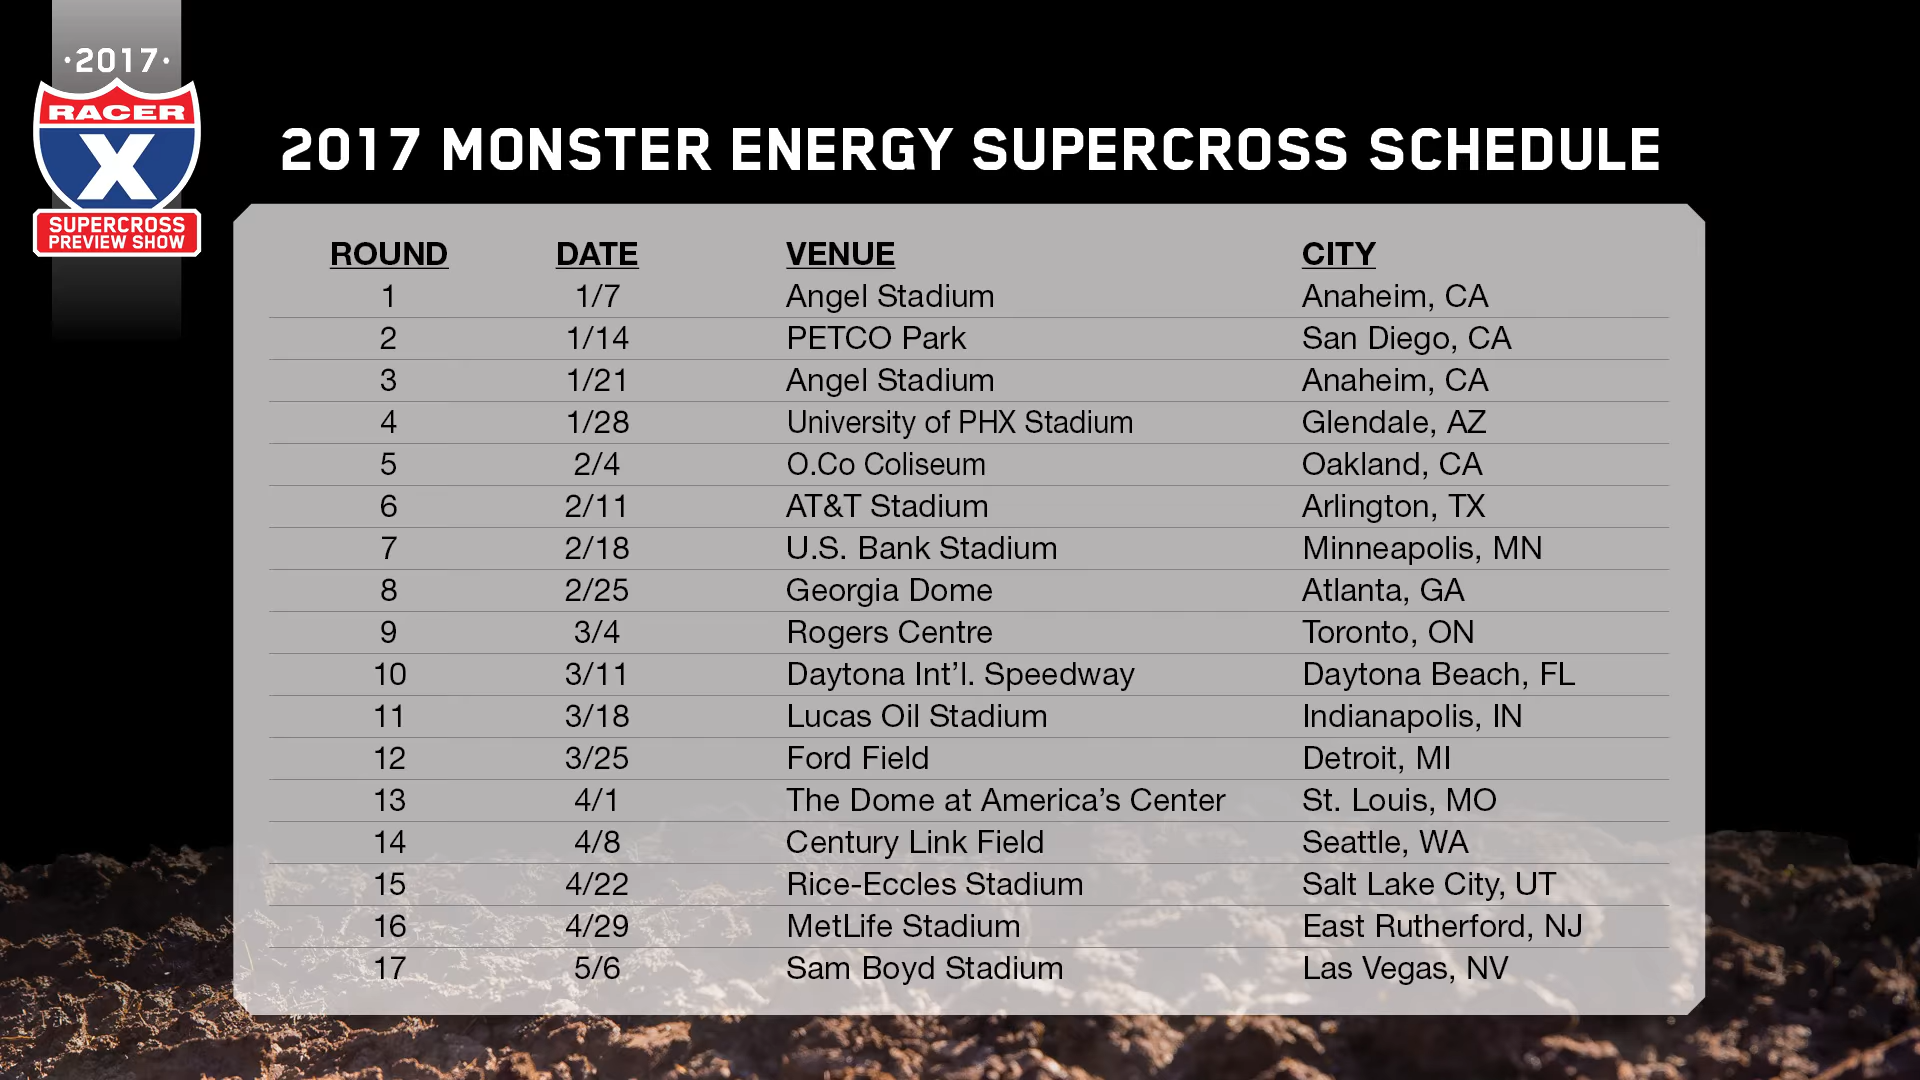 ·2017·
RACER
X
SUPERCROSS
PREVIEW SHOW
2017 MONSTER ENERGY SUPERCROSS SCHEDULE
ROUND DATE VENUE CITY
1 1/7 Angel Stadium Anaheim, CA
2 1/14 PETCO Park San Diego, CA
3 1/21 Angel Stadium Anaheim, CA
4 1/28 University of PHX Stadium Glendale, AZ
5 2/4 O.Co Coliseum Oakland, CA
6 2/11 AT&T Stadium Arlington, TX
7 2/18 U.S. Bank Stadium Minneapolis, MN
8 2/25 Georgia Dome Atlanta, GA
9 3/4 Rogers Centre Toronto, ON
10 3/11 Daytona Int’l. Speedway Daytona Beach, FL
11 3/18 Lucas Oil Stadium Indianapolis, IN
12 3/25 Ford Field Detroit, MI
13 4/1 The Dome at America’s Center St. Louis, MO
14 4/8 Century Link Field Seattle, WA
15 4/22 Rice-Eccles Stadium Salt Lake City, UT
16 4/29 MetLife Stadium East Rutherford, NJ
17 5/6 Sam Boyd Stadium Las Vegas, NV